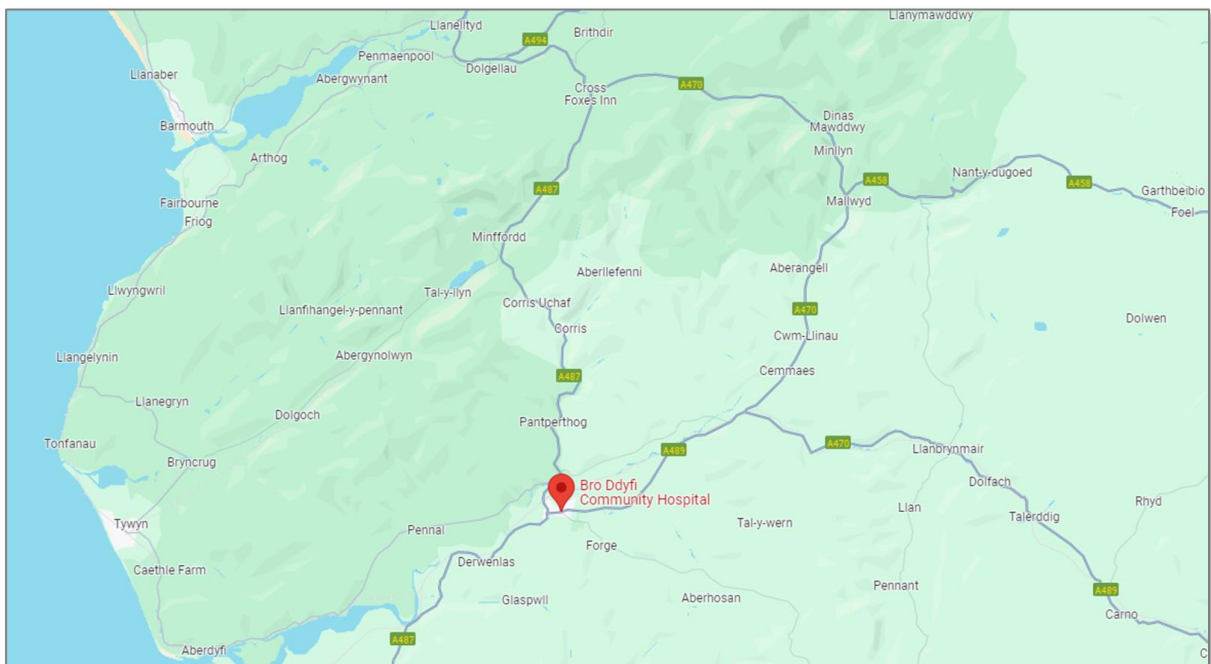 Llanymawddwy
Llanelltyd
Brithdir
A494
Penmaenpool
Dolgellau
Llanaber
Abergwynant
A470
Cross
Foxes Inn
Barmouth
Dinas
Mawddwy
Minllyn
Arthog
Nant-y-dugoed
A458
A458
A487
Garthbeibio
Mallwyd
Fairbourne
Foel
Friog
Minffordd
Aberllefenni
Aberangell
Llwyngwril
Tal-y-llyn
Corris Uchaf
Llanfihangel-y-pennant
A470
Dolwen
Corris
Cwm-Llinau
Llangelynin
Abergynolwyn
Cemmaes
A487
Llanegryn
Dolgoch
Pantperthog
Tonfanau
A470
A489
Llanbrynmair
Bryncrug
Dolfach
Bro Ddyfi
Community Hospital
Rhyd
Llan
Talerddig
Tywyn
Tal-y-wern
Pennal
Forge
Derwenlas
Caethle Farm
Pennant
A489
Glaspwll
Aberhosan
Carno
A487
Aberdyfi
C